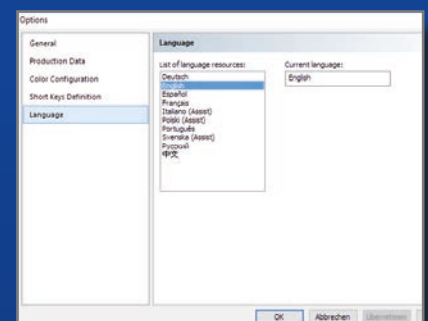 Options
General
Production Data
Color Configuration
Short Keys Definition
Language
Language
List of language resources:
Deutsch
English
Español
Français
Italiano (Assist)
Polski (Assist)
Português
Svenska (Assist)
Русский
中文
Current language:
English
OK
Abbrechen
Übernehmen